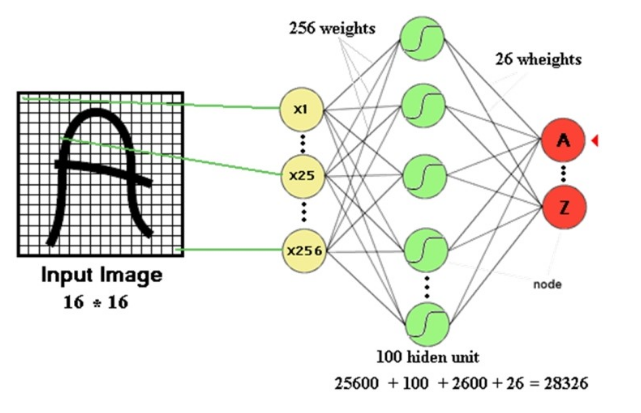 256 weights
26 wheights
x1
x25
x256
A
Z
node
Input Image
16 * 16
100 hiden unit
25600 + 100 + 2600 + 26 = 28326